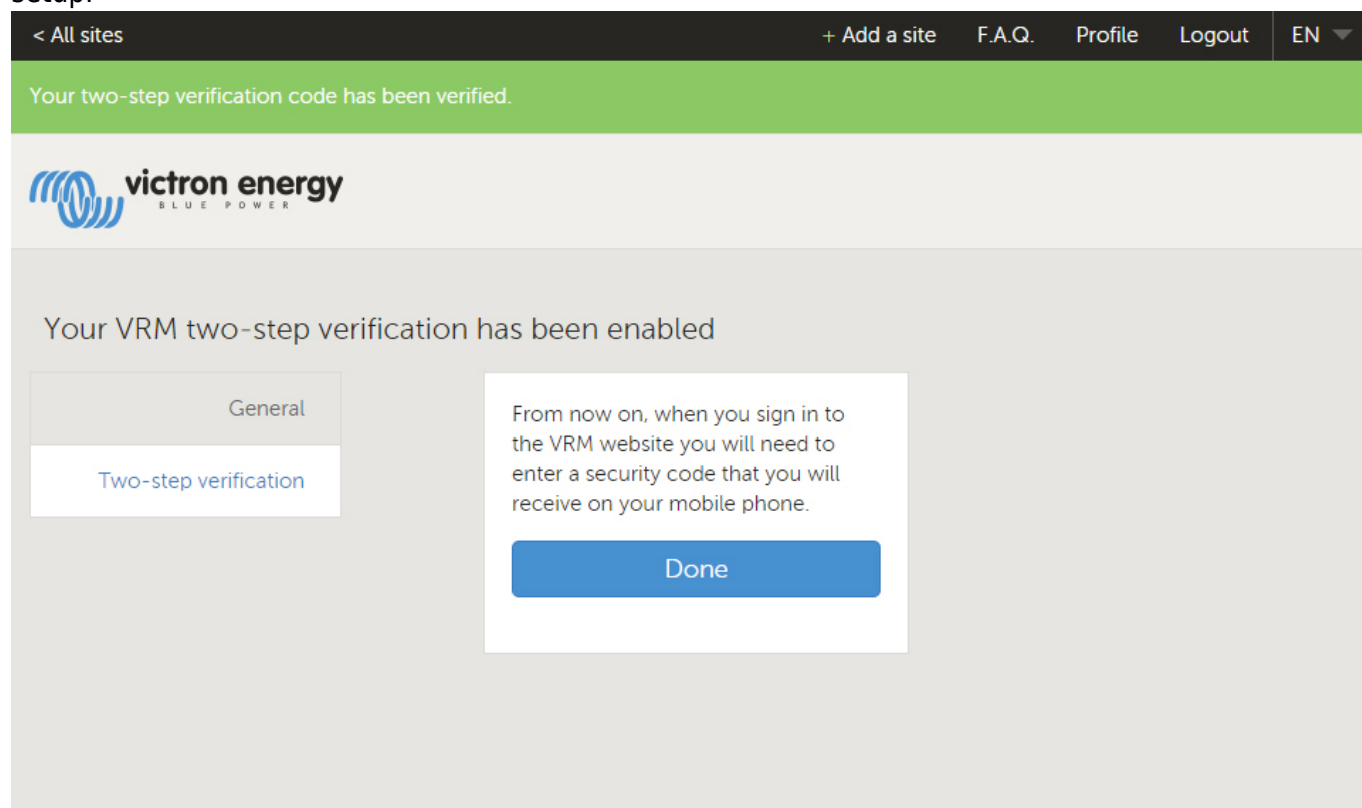 setup.
< All sites + Add a site F.A.Q. Profile Logout EN
Your two-step verification code has been verified.
victron energy
BLUE POWER
Your VRM two-step verification has been enabled
General
Two-step verification
From now on, when you sign in to
the VRM website you will need to
enter a security code that you will
receive on your mobile phone.
Done